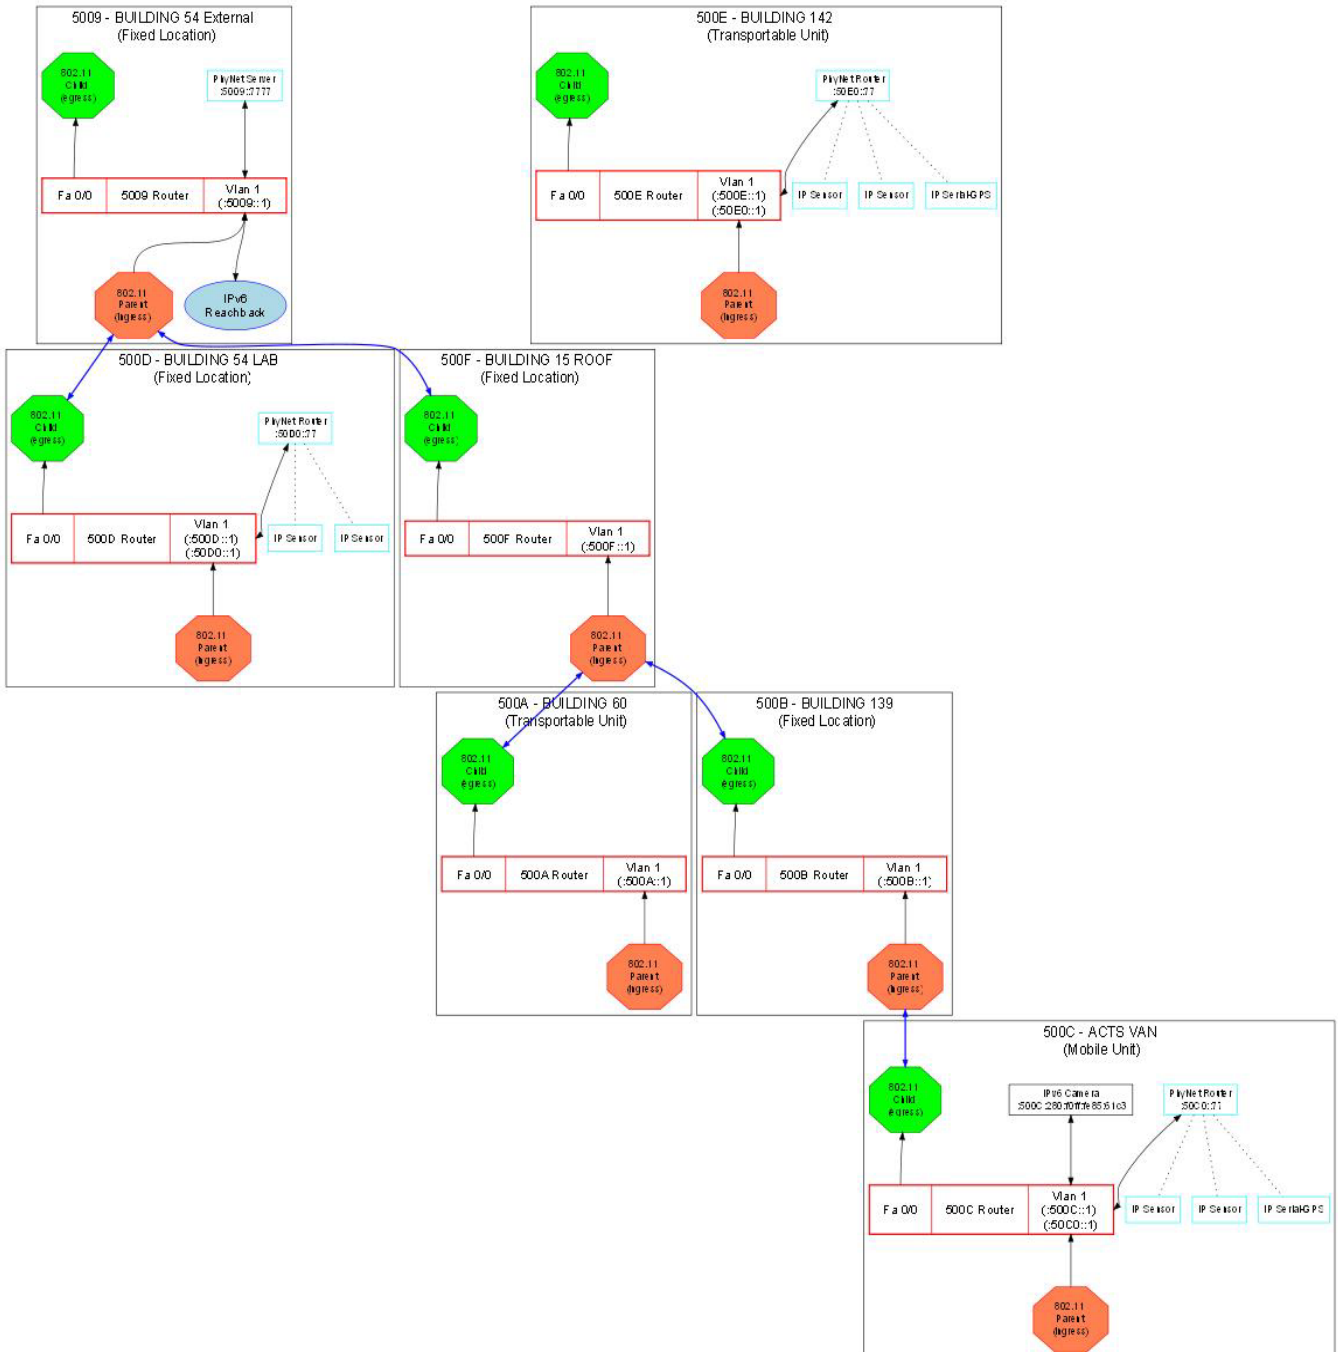 5009 - BUILDING 54 External
(Fixed Location)
802.11
Child
(egress)
PhyNet Server
:5009::7777
Fa 0/0
5009 Router
Vlan 1
(:5009::1)
802.11
Parent
(Ingress)
IPv6
Reachback
500E - BUILDING 142
(Transportable Unit)
802.11
Child
(egress)
PhyNet Router
:50E0::77
Fa 0/0
500E Router
Vlan 1
(:500E::1)
(:50E0::1)
IP Sensor
IP Sensor
IP Serial-GPS
802.11
Parent
(Ingress)
500D - BUILDING 54 LAB
(Fixed Location)
802.11
Child
(egress)
PhyNet Router
:50D0::77
Fa 0/0
500D Router
Vlan 1
(:500D::1)
(:50D0::1)
IP Sensor
IP Sensor
802.11
Parent
(Ingress)
500F - BUILDING 15 ROOF
(Fixed Location)
802.11
Child
(egress)
Fa 0/0
500F Router
Vlan 1
(:500F::1)
802.11
Parent
(Ingress)
500A - BUILDING 60
(Transportable Unit)
802.11
Child
(egress)
Fa 0/0
500A Router
Vlan 1
(:500A::1)
802.11
Parent
(Ingress)
500B - BUILDING 139
(Fixed Location)
802.11
Child
(egress)
Fa 0/0
500B Router
Vlan 1
(:500B::1)
802.11
Parent
(Ingress)
500C - ACTS VAN
(Mobile Unit)
802.11
Child
(egress)
IPv6 Camera
:500C:280:f0ff:fe85:61c3
PhyNet Router
:50C0::77
Fa 0/0
500C Router
Vlan 1
(:500C::1)
(:50C0::1)
IP Sensor
IP Sensor
IP Serial-GPS
802.11
Parent
(Ingress)